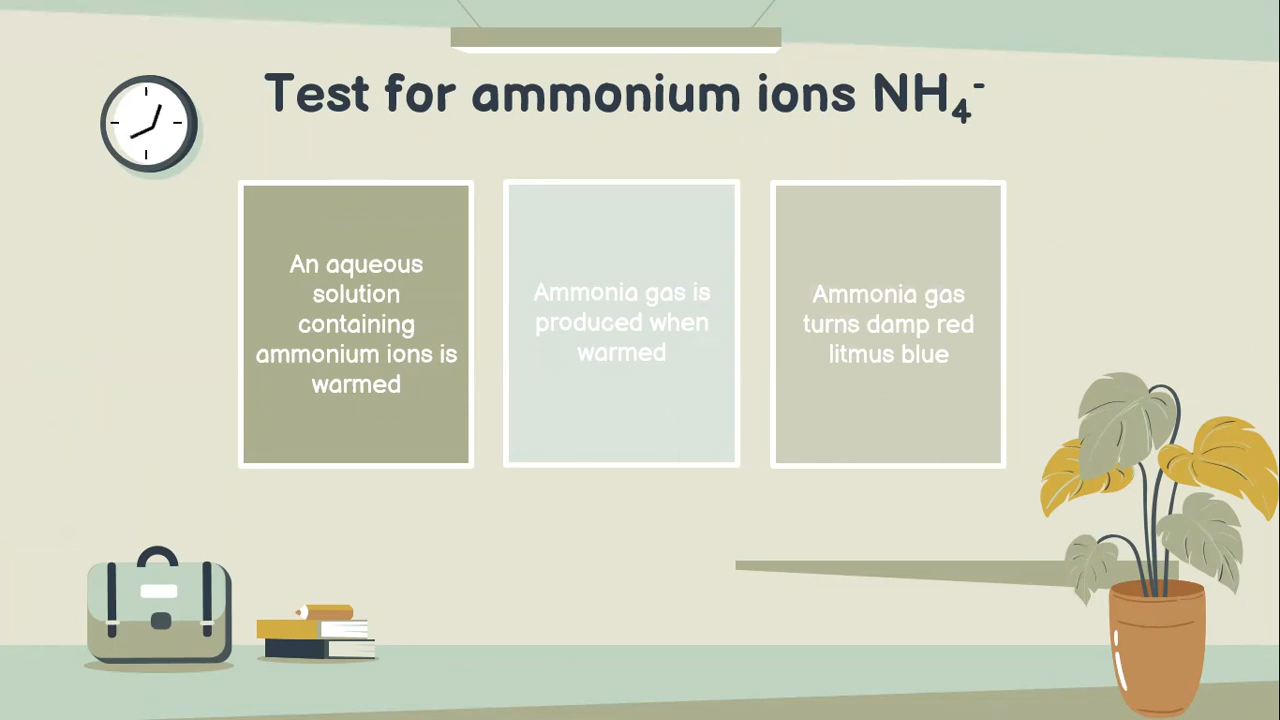 Test for ammonium ions NH₄⁻
An aqueous
solution
containing
ammonium ions is
warmed
Ammonia gas is
produced when
warmed
Ammonia gas
turns damp red
litmus blue